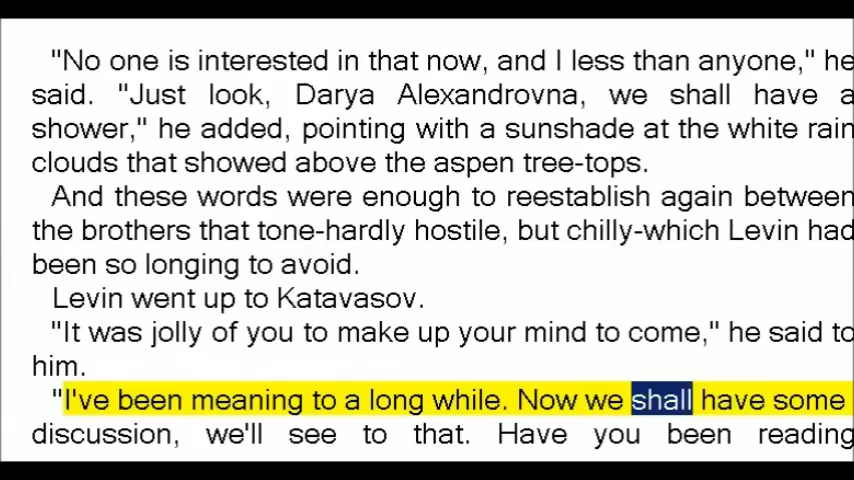 "No one is interested in that now, and I less than anyone," he
said. "Just look, Darya Alexandrovna, we shall have a
shower," he added, pointing with a sunshade at the white rain
clouds that showed above the aspen tree-tops.
And these words were enough to reestablish again between
the brothers that tone-hardly hostile, but chilly-which Levin had
been so longing to avoid.
Levin went up to Katavasov.
"It was jolly of you to make up your mind to come," he said to
him.
"I've been meaning to a long while. Now we shall have some
discussion, we'll see to that. Have you been reading